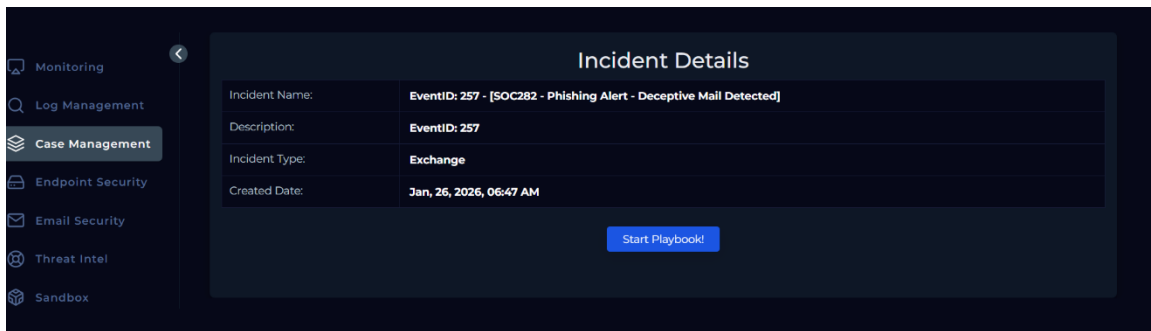 Monitoring
Log Management
Case Management
Endpoint Security
Email Security
Threat Intel
Sandbox
Incident Details
Incident Name: EventID: 257 - [SOC282 - Phishing Alert - Deceptive Mail Detected]
Description: EventID: 257
Incident Type: Exchange
Created Date: Jan, 26, 2026, 06:47 AM
Start Playbook!